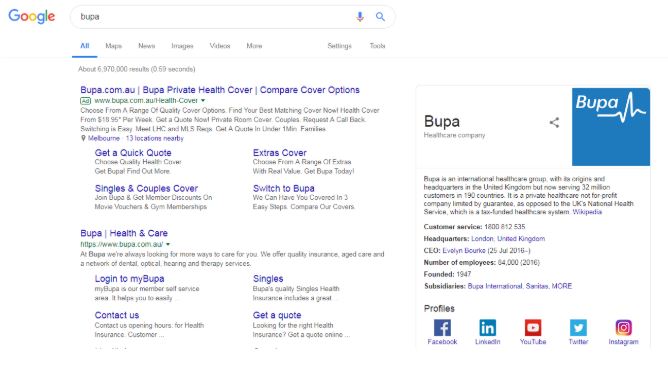 Google
bupa
All Maps News Images Videos More Settings Tools
About 6,970,000 results (0.59 seconds)
Bupa.com.au | Bupa Private Health Cover | Compare Cover Options
Ad www.bupa.com.au/Health-Cover
Choose From A Range Of Quality Cover Options. Find Your Best Matching Cover Now! Health Cover
From $18.95* Per Week. Get A Quote Now! Private Room Cover. Couples. Request A Call Back.
Switching is Easy. Meet LHC and MLS Reqs. Get A Quote In Under 1Min. Families.
Melbourne · 13 locations nearby
Get a Quick Quote
Choose Quality Health Cover
Get Bupa! Find Out More.
Extras Cover
Choose From A Range Of Extras
With Real Value. Get Bupa Today!
Singles & Couples Cover
Join Bupa & Get Member Discounts On
Movie Vouchers & Gym Memberships
Switch to Bupa
We Can Have You Covered In 3
Easy Steps. Compare Our Covers.
Bupa | Health & Care
https://www.bupa.com.au/
At Bupa we're always looking for more ways to care for you. We offer quality insurance, aged care and
a network of dental, optical, hearing and therapy services.
Login to myBupa
myBupa is our member self service
area. It helps you to easily ...
Singles
Bupa's quality Singles Health
Insurance includes a great ...
Contact us
Contact us opening hours. for Health
Insurance. Customer ...
Get a quote
Looking for the right Health
Insurance? Get a quote online ...
Bupa
Healthcare company
Bupa
Bupa is an international healthcare group, with its origins and
headquarters in the United Kingdom but now serving 32 million
customers in 190 countries. It is a private healthcare not for profit
company limited by guarantee, as opposed to the UK's National
Health Service, which is a tax-funded healthcare system. Wikipedia
Customer service: 1800 812 535
Headquarters: London, United Kingdom
CEO: Evelyn Bourke (25 Jul 2016–)
Number of employees: 84,000 (2016)
Founded: 1947
Subsidiaries: Bupa International, Sanitas, MORE
Profiles
Facebook LinkedIn YouTube Twitter Instagram